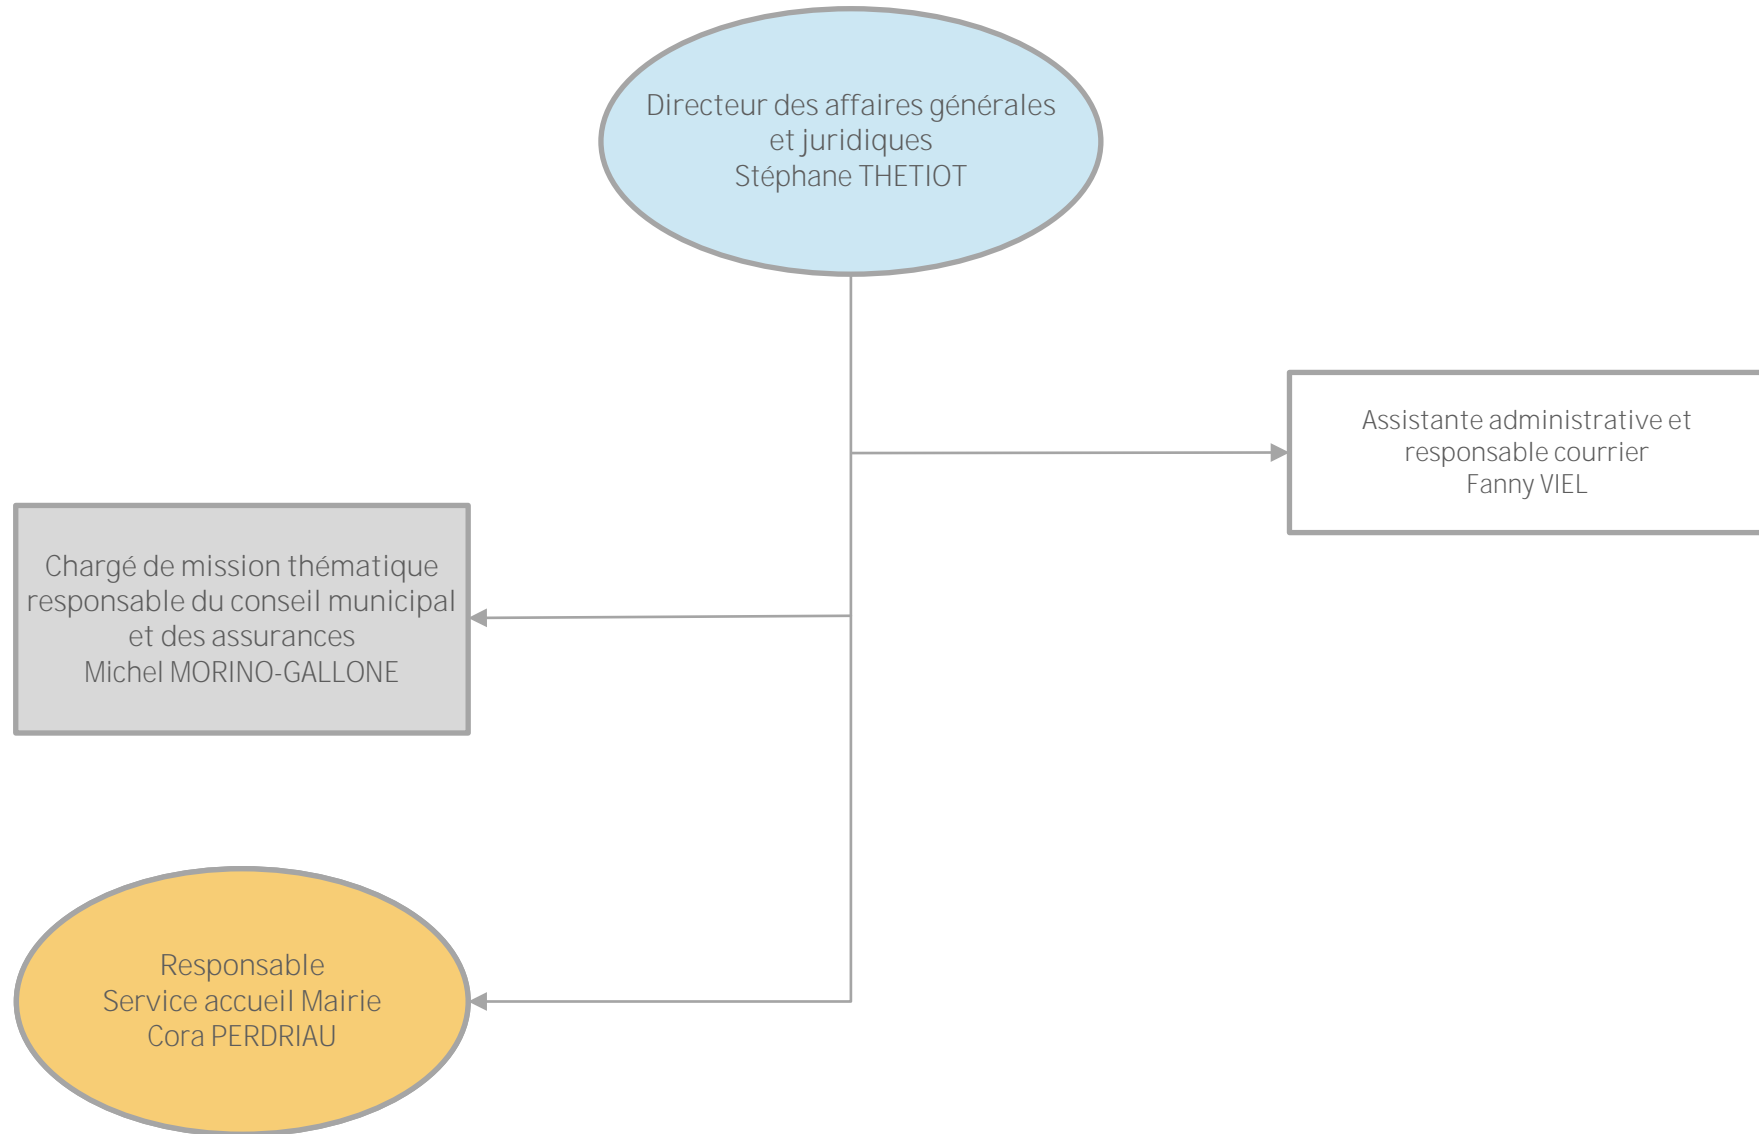 Directeur des affaires générales
et juridiques
Stéphane THETIOT
Assistante administrative et
responsable courrier
Fanny VIEL
Chargé de mission thématique
responsable du conseil municipal
et des assurances
Michel MORINO-GALLONE
Responsable
Service accueil Mairie
Cora PERDRIAU